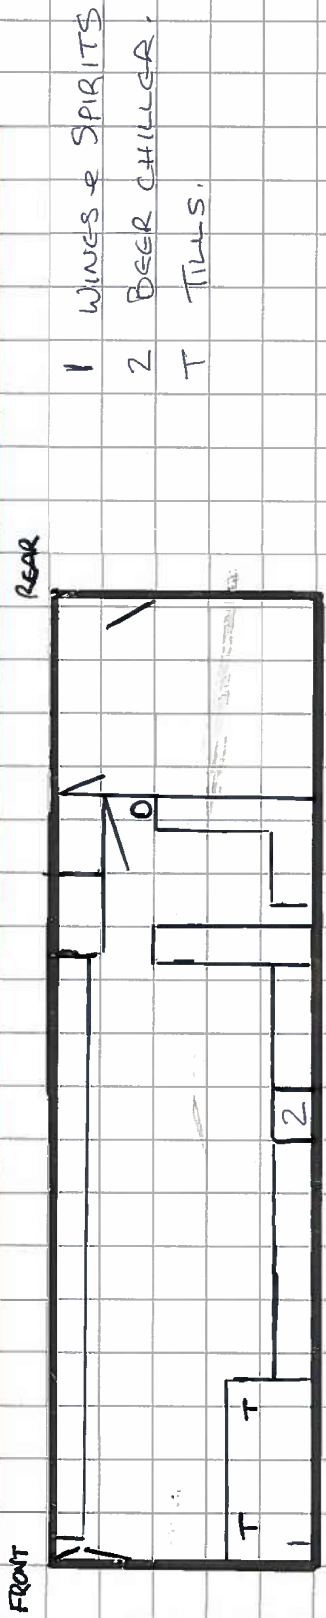 FRONT
REAR
1 WINES & SPIRITS
2 BEER CHILLER.
T TILLS.
O
2
T T
1